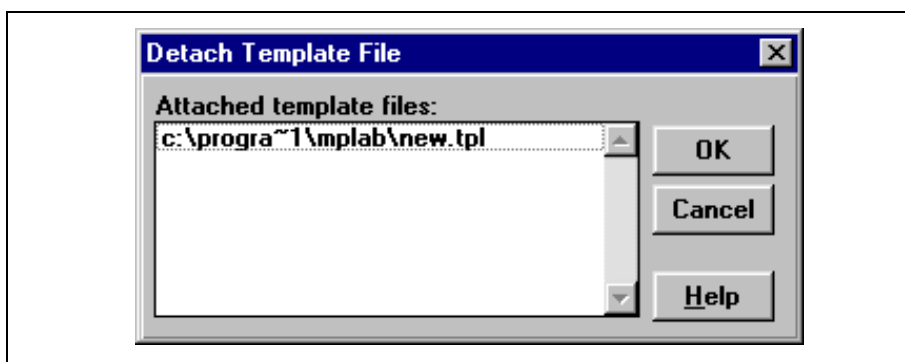 Detach Template File
Attached template files:
c:\progra~1\mplab\new.tpl
OK
Cancel
Help